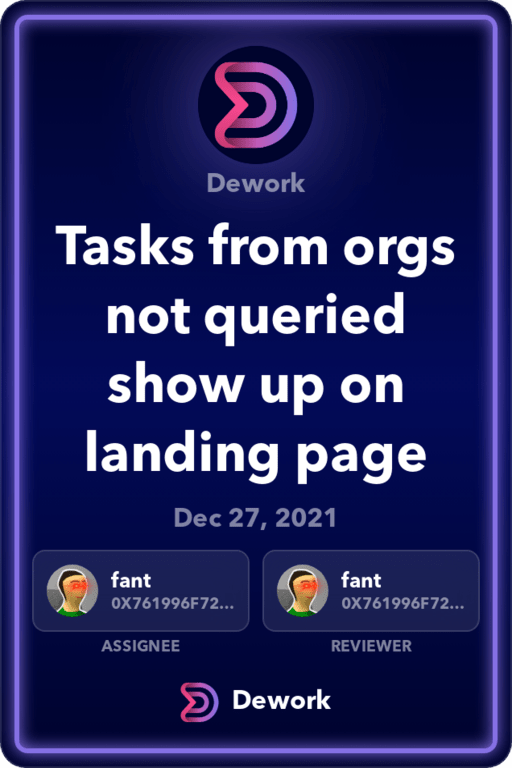 Dework
Tasks from orgs
not queried
show up on
landing page
Dec 27, 2021
fant
0X761996F72...
ASSIGNEE
fant
0X761996F72...
REVIEWER
Dework